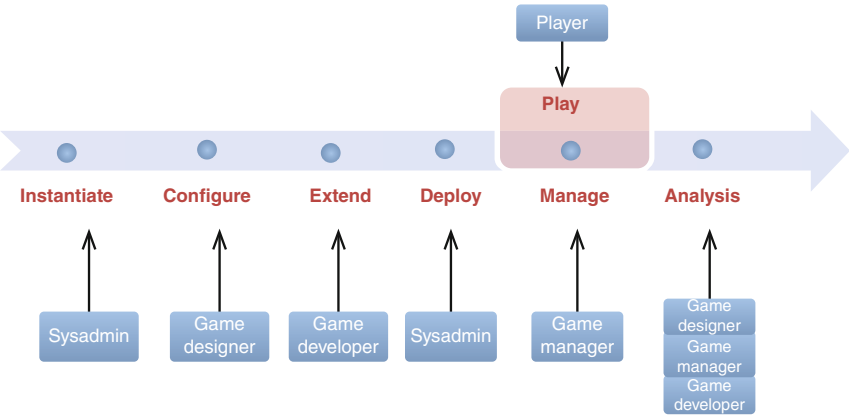 Player
Play
Instantiate
Configure
Extend
Deploy
Manage
Analysis
Sysadmin
Game
designer
Game
developer
Sysadmin
Game
manager
Game
designer
Game
manager
Game
developer